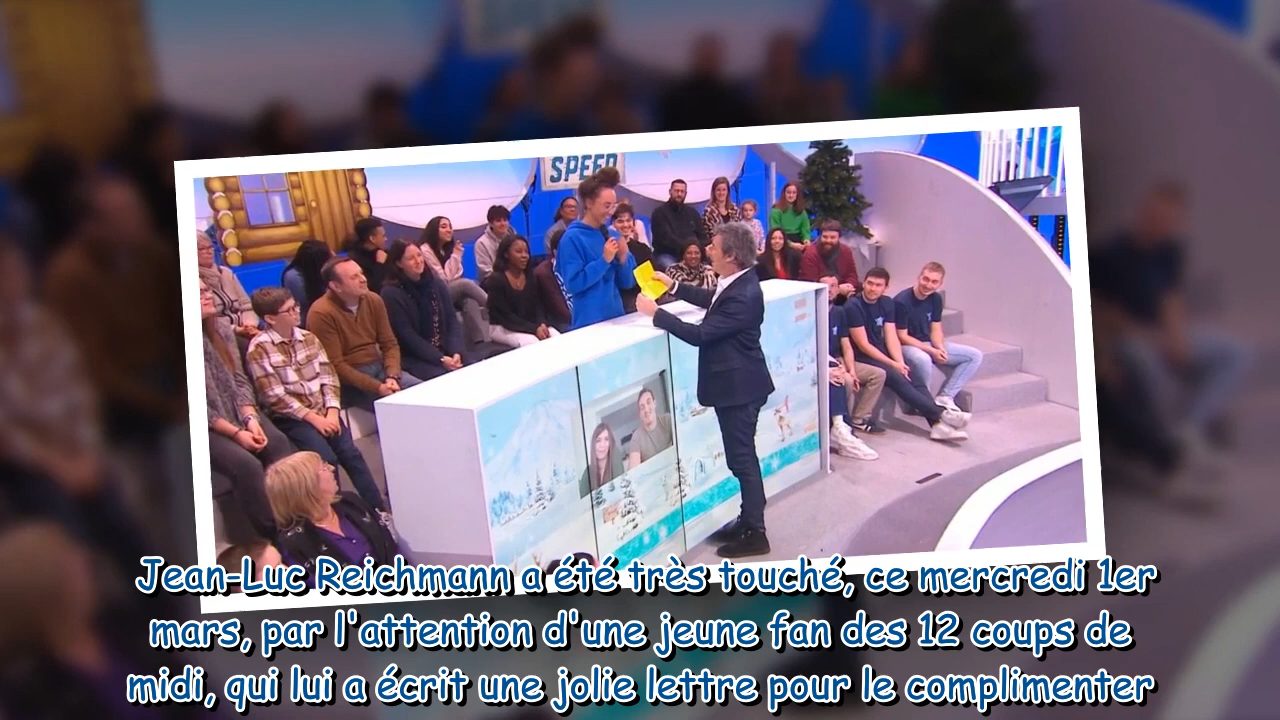 SPEED
Jean-Luc Reichmann a été très touché, ce mercredi 1er
mars, par l'attention d'une jeune fan des 12 coups de
midi, qui lui a écrit une jolie lettre pour le complimenter